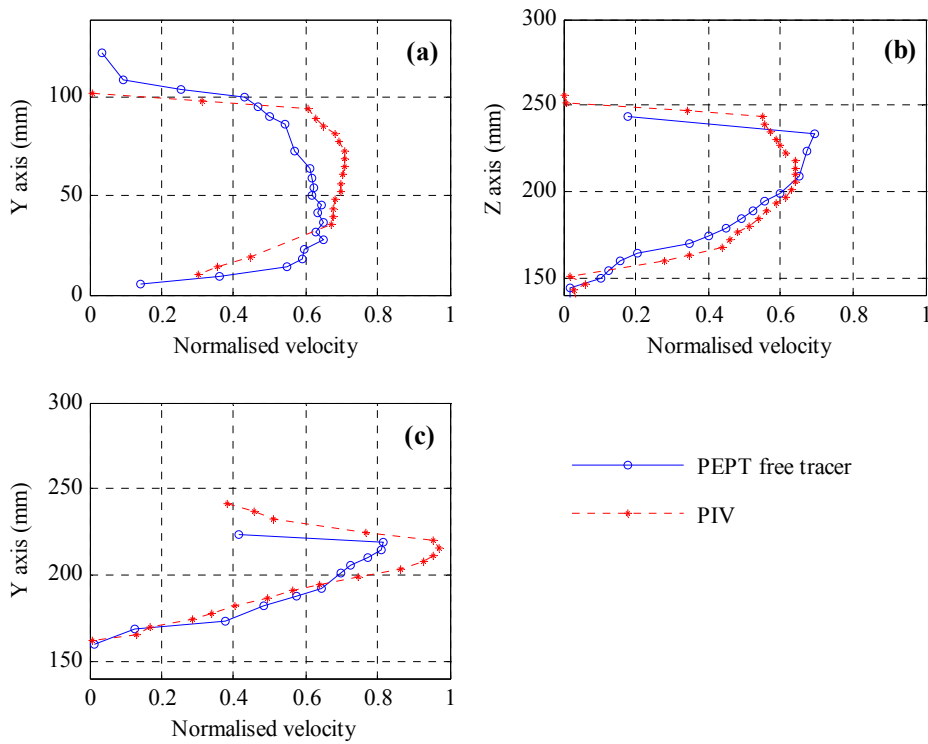 (a)
Y axis (mm)
100
50
0
0 0.2 0.4 0.6 0.8 1
Normalised velocity
(b)
Z axis (mm)
300
250
200
150
0 0.2 0.4 0.6 0.8 1
Normalised velocity
(c)
Y axis (mm)
300
250
200
150
0 0.2 0.4 0.6 0.8 1
Normalised velocity
PEPT free tracer
PIV